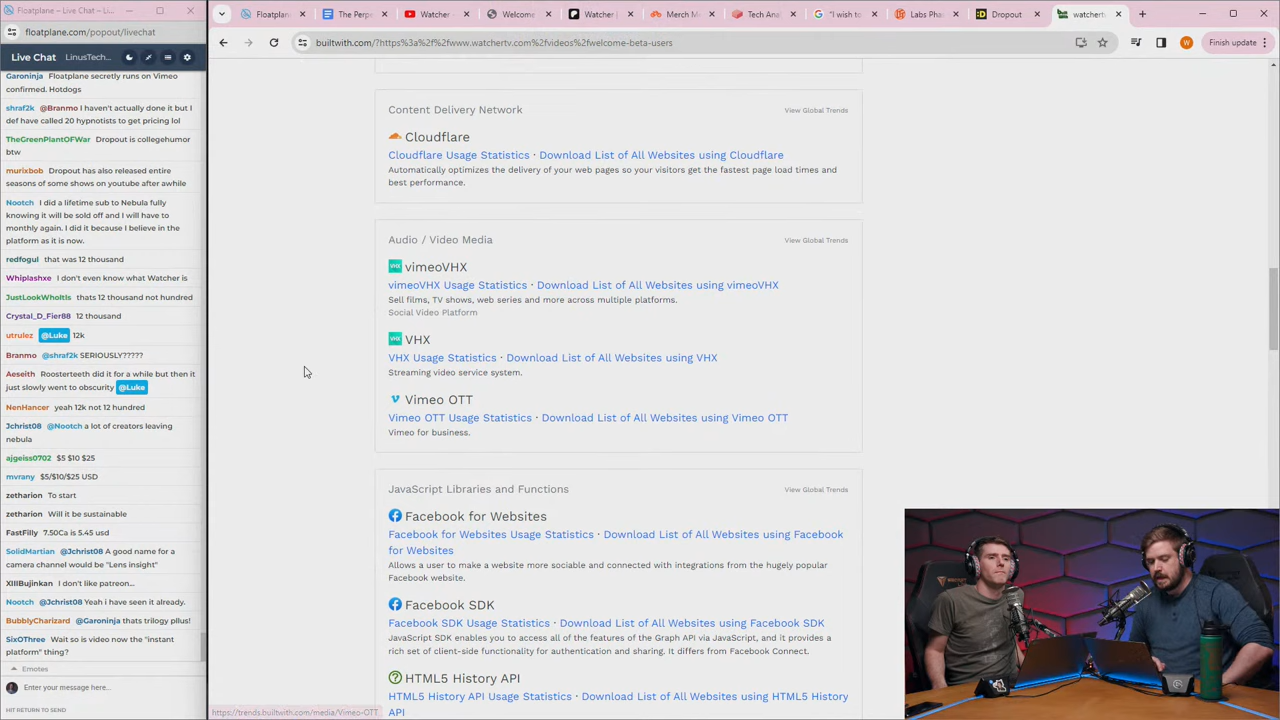 Floatplane – LinusTechTips
floatplane.com/popout/livechat
Live Chat LinusTech...
Garoninja Floatplane secretly runs on Vimeo
confirmed. Hotdogs
shraf2k @Branmo I haven't actually done it but I
def have called 20 hypnotists to get pricing lol
TheGreenPlantOFWar Dropout is collegehumor
btw
murixbob Dropout has also released entire
seasons of some shows on youtube after awhile
Nootch I did a lifetime sub to Nebula fully
knowing it will be sold off and I will have to
monthly again. I did it because I believe in the
platform as it is now.
redfogul that was 12 thousand
Whiplashxe I don't even know what Watcher is
JustLookWhoItIs thats 12 thousand not hundred
Crystal_D_Fier88 12 thousand
utrulez @Luke 12k
Branmo @shraf2k SERIOUSLY?????
Aeseith Roosterteeth did it for a while but then it
just slowly went to obscurity @Luke
NenHancer yeah 12k not 12 hundred
Jchrist08 @Nootch a lot of creators leaving
nebula
ajgeiss0702 $5 $10 $25
mvrany $5/$10/$25 USD
zetharion To start
zetharion Will it be sustainable
FastFilly 7.50Ca is 5.45 usd
SolidMartian @Jchrist08 A good name for a
camera channel would be "Lens insight"
XIIIBujinkan I don't like patreon...
Nootch @Jchrist08 Yeah i have seen it already.
BubblyCharizard @Garoninja thats trilogy pllus!
SixOThree Wait so is video now the "instant
platform" thing?
Emotes
Enter your message here...
HIT RETURN TO SEND
Floatplane
The Perpe
Watcher -
Welcome
Watcher |
Merch M
Tech Anal
"I wish to
Labs Phas
Dropout
watchertv
builtwith.com/?https%3a%2f%2fwww.watchertv.com%2fvideos%2fwelcome-beta-users
Finish update
Content Delivery Network
View Global Trends
Cloudflare
Cloudflare Usage Statistics · Download List of All Websites using Cloudflare
Automatically optimizes the delivery of your web pages so your visitors get the fastest page load times and
best performance.
Audio / Video Media
View Global Trends
vimeoVHX
vimeoVHX Usage Statistics · Download List of All Websites using vimeoVHX
Sell films, TV shows, web series and more across multiple platforms.
Social Video Platform
VHX
VHX Usage Statistics · Download List of All Websites using VHX
Streaming video service system.
Vimeo OTT
Vimeo OTT Usage Statistics · Download List of All Websites using Vimeo OTT
Vimeo for business.
JavaScript Libraries and Functions
View Global Trends
Facebook for Websites
Facebook for Websites Usage Statistics · Download List of All Websites using Facebook
for Websites
Allows a user to make a website more sociable and connected with integrations from the hugely popular
Facebook website.
Facebook SDK
Facebook SDK Usage Statistics · Download List of All Websites using Facebook SDK
JavaScript SDK enables you to access all of the features of the Graph API via JavaScript, and it provides a
rich set of client-side functionality for authentication and sharing. It differs from Facebook Connect.
HTML5 History API
HTML5 History API Usage Statistics · Download List of All Websites using HTML5 History
API
https://trends.builtwith.com/media/Vimeo-OTT